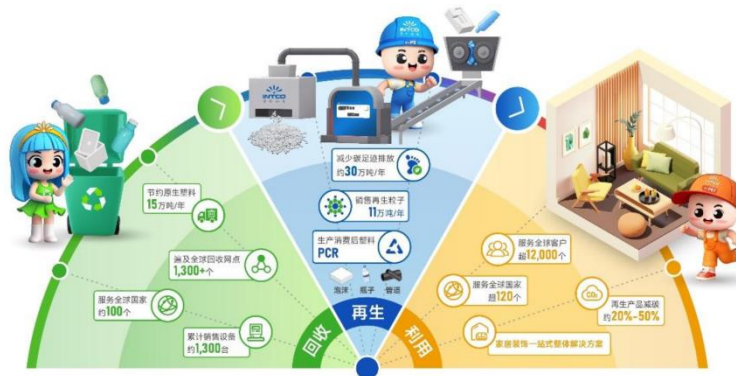 INTCO
INTCO
节约原生塑料
15万吨/年
遍及全球回收网点
1,300+个
服务全球国家
约100个
累计销售设备
约1,300台
回收
减少碳足迹排放
约30万吨/年
销售再生粒子
11万吨/年
生产消费后塑料
PCR
泡沫
瓶子
管道
再生
服务全球客户
超12,000个
服务全球国家
超120个
CO₂
再生产品减碳
约20%-50%
家居装饰一站式整体解决方案
利用